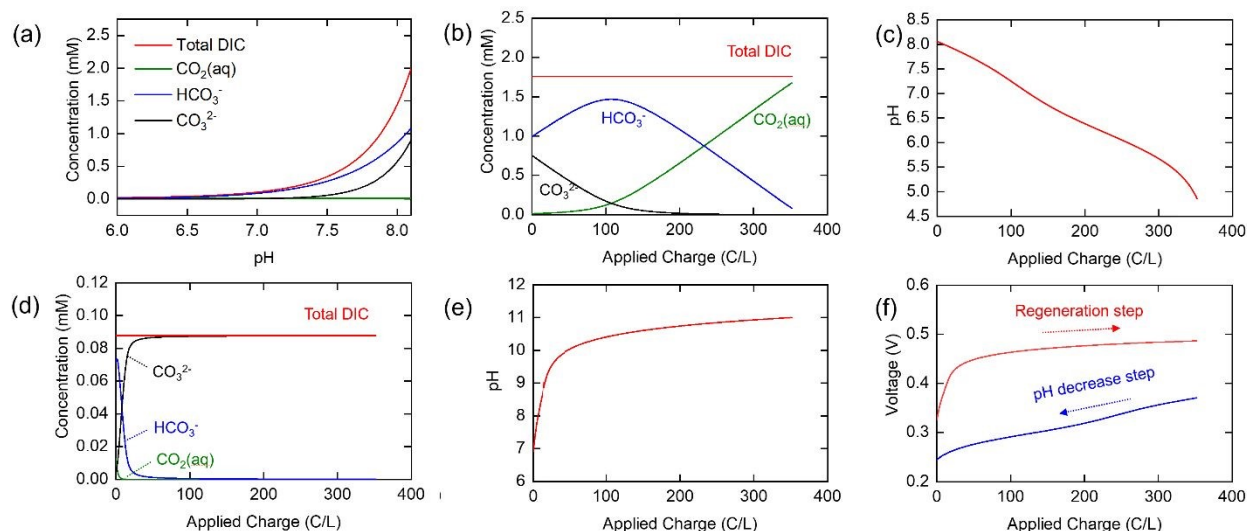 (a)
Concentration (mM)
2.5
2.0
1.5
1.0
0.5
0.0
Total DIC
CO₂(aq)
HCO₃⁻
CO₃²⁻
6.0 6.5 7.0 7.5 8.0
pH
(b)
Concentration (mM)
2.5
2.0
1.5
1.0
0.5
0.0
Total DIC
HCO₃⁻
CO₂(aq)
CO₃²⁻
0 100 200 300 400
Applied Charge (C/L)
(c)
pH
8.5
8.0
7.5
7.0
6.5
6.0
5.5
5.0
4.5
0 100 200 300 400
Applied Charge (C/L)
(d)
Concentration (mM)
0.12
0.10
0.08
0.06
0.04
0.02
0.00
Total DIC
CO₃²⁻
HCO₃⁻
CO₂(aq)
0 100 200 300 400
Applied Charge (C/L)
(e)
pH
12
11
10
9
8
7
6
0 100 200 300 400
Applied Charge (C/L)
(f)
Voltage (V)
0.6
0.5
0.4
0.3
0.2
Regeneration step
pH decrease step
0 100 200 300 400
Applied Charge (C/L)